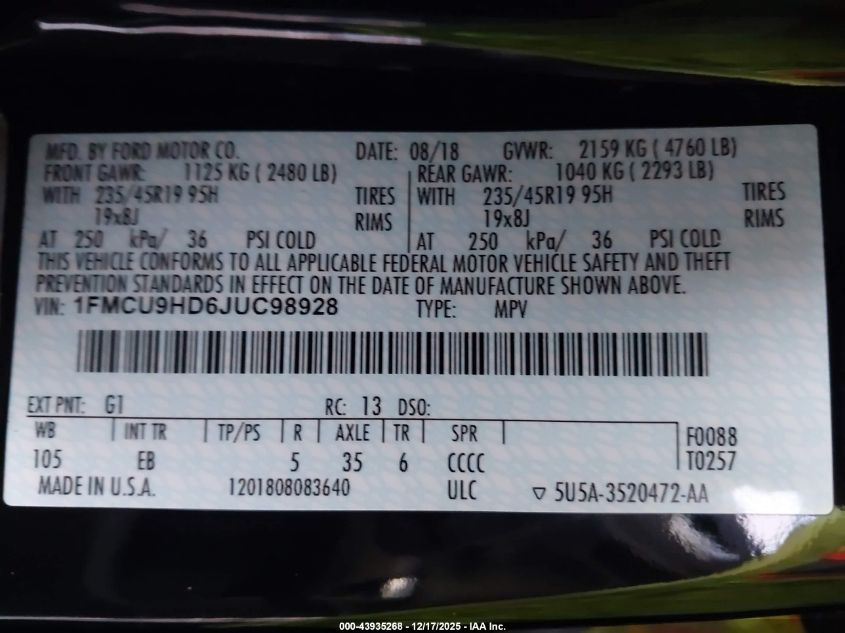 MFD. BY FORD MOTOR CO. DATE: 08/18 GVWR: 2159 KG ( 4760 LB)
FRONT GAWR: 1125 KG ( 2480 LB) REAR GAWR: 1040 KG ( 2293 LB)
WITH 235/45R19 95H TIRES WITH 235/45R19 95H TIRES
19x8J RIMS 19x8J RIMS
AT 250 kPa/ 36 PSI COLD AT 250 kPa/ 36 PSI COLD
THIS VEHICLE CONFORMS TO ALL APPLICABLE FEDERAL MOTOR VEHICLE SAFETY AND THEFT
PREVENTION STANDARDS IN EFFECT ON THE DATE OF MANUFACTURE SHOWN ABOVE.
VIN: 1FMCU9HD6JUC98928 TYPE: MPV
EXT PNT: G1 RC: 13 DSO:
WB INT TR TP/PS R AXLE TR SPR F0088
105 EB 5 35 6 CCCC T0257
MADE IN U.S.A. 1201808083640 ULC ▽ 5U5A-3520472-AA
000-43935268 - 12/17/2025 - IAA Inc.